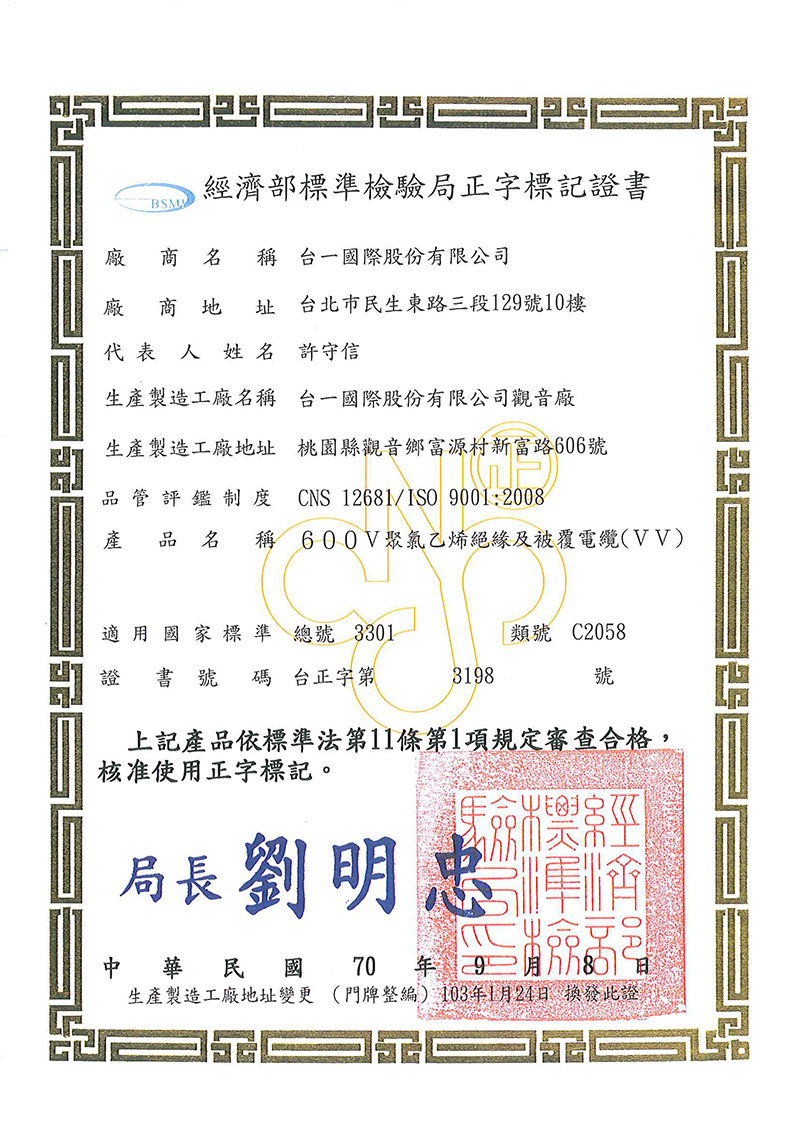 BSMI 經濟部標準檢驗局正字標記證書
廠商名稱 台一國際股份有限公司
廠商地址 台北市民生東路三段129號10樓
代表人姓名 許守信
生產製造工廠名稱 台一國際股份有限公司觀音廠
生產製造工廠地址 桃園縣觀音鄉富源村新富路606號
品管評鑑制度 CNS 12681/ISO 9001:2008
產品名稱 600V聚氯乙烯絕緣及被覆電纜(VV)
適用國家標準 總號 3301 類號 C2058
證書號碼 台正字第 3198 號
上記產品依標準法第11條第1項規定審查合格，
核准使用正字標記。
局長 劉明忠
經濟部標準檢驗局印
中華民國 70 年 9 月 8 日
生產製造工廠地址變更 （門牌整編）103年1月24日 換發此證